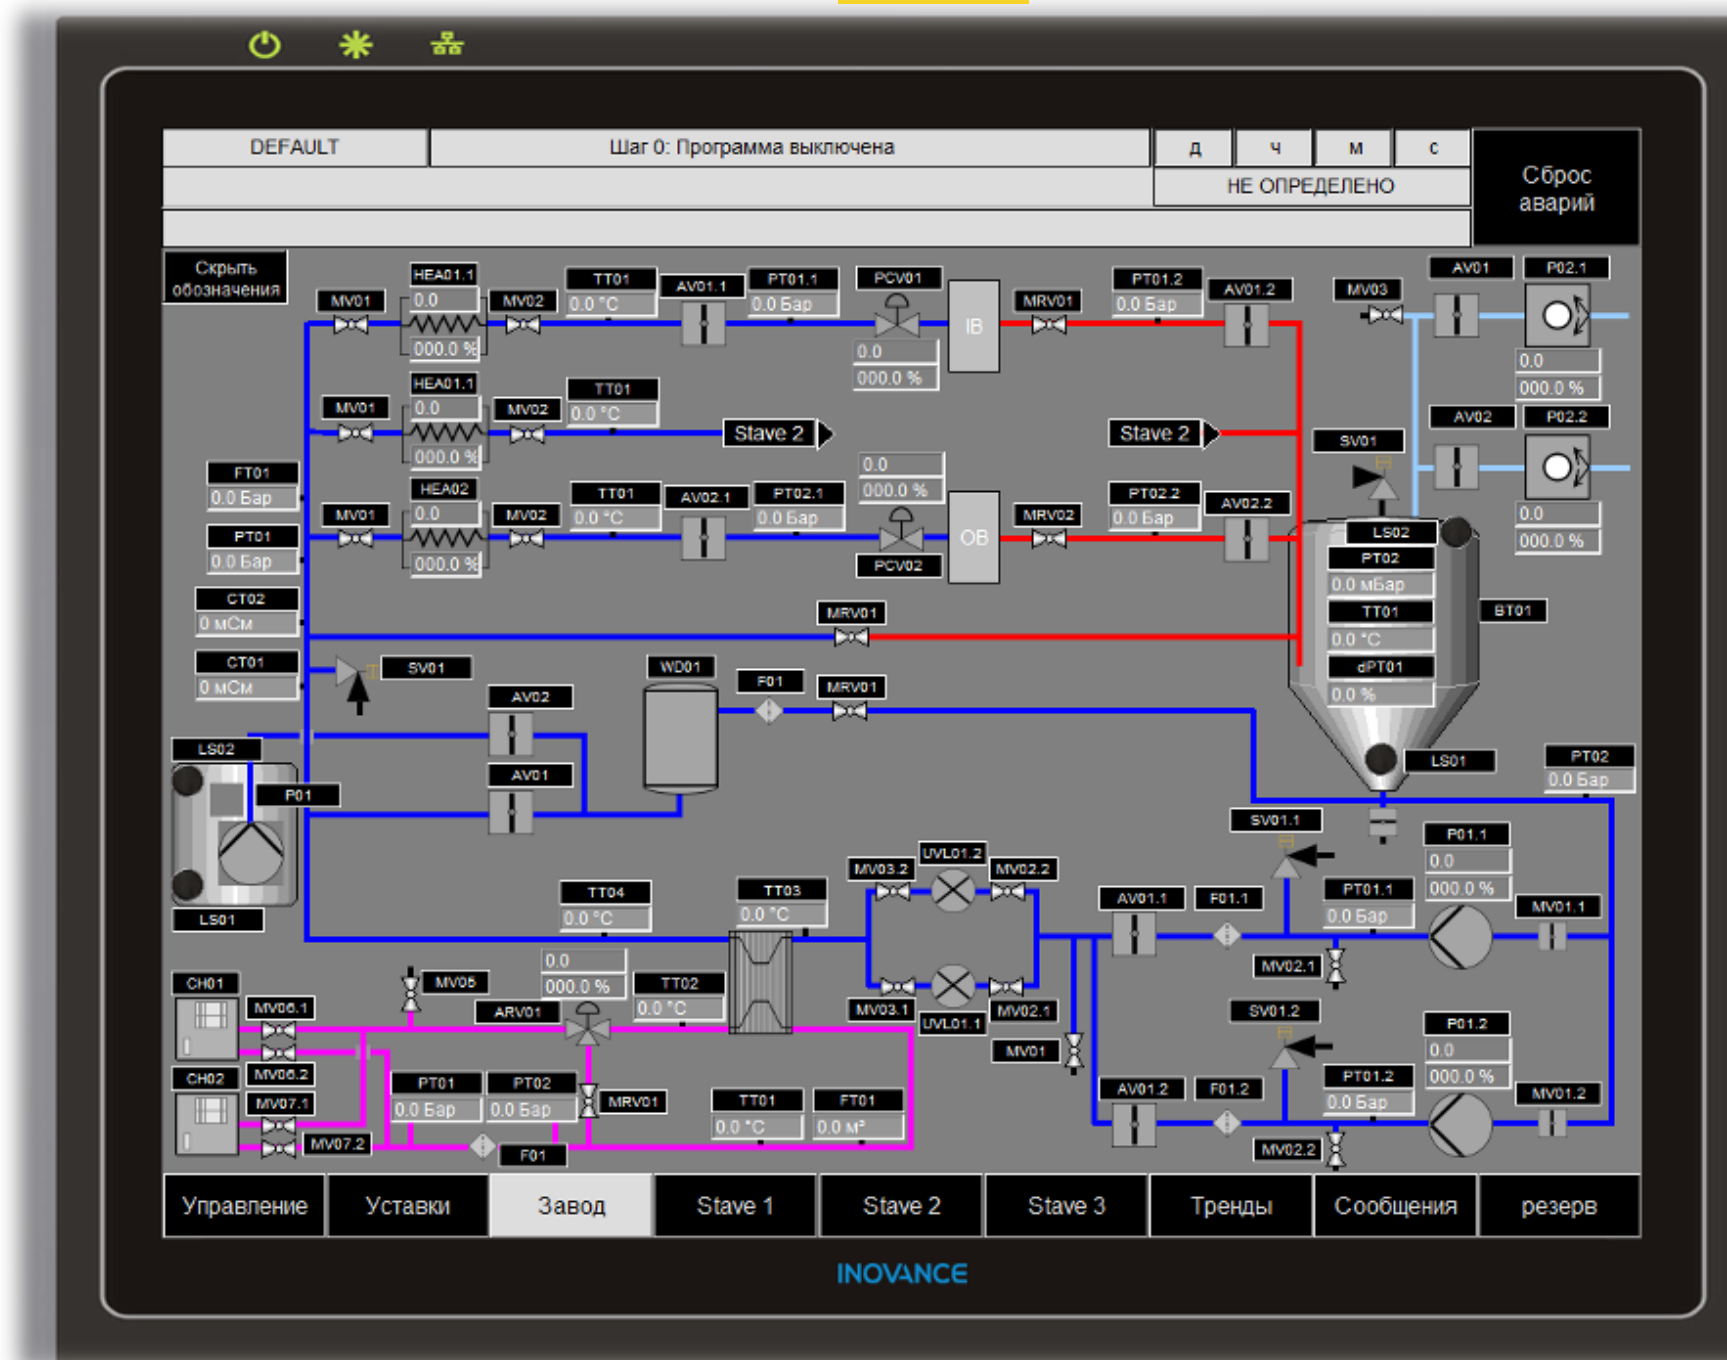 DEFAULT
Шаг 0: Программа выключена
д ч м с
НЕ ОПРЕДЕЛЕНО
Сброс
аварий
Скрыть
обозначения
HEA01.1
0.0
000.0 %
MV01
MV02
TT01
0.0 °C
AV01.1
PT01.1
0.0 Бар
PCV01
0.0
000.0 %
IB
MRV01
PT01.2
0.0 Бар
AV01.2
MV03
AV01
P02.1
0.0
000.0 %
HEA01.1
0.0
000.0 %
MV01
MV02
TT01
0.0 °C
Stave 2
Stave 2
SV01
AV02
P02.2
0.0
000.0 %
FT01
0.0 Бар
HEA02
0.0
000.0 %
MV01
MV02
TT01
0.0 °C
AV02.1
PT02.1
0.0 Бар
0.0
000.0 %
PCV02
OB
MRV02
PT02.2
0.0 Бар
AV02.2
PT01
0.0 Бар
CT02
0 мСм
CT01
0 мСм
SV01
MRV01
LS02
PT02
0.0 мБар
TT01
0.0 °C
dPT01
0.0 %
BT01
LS01
WD01
F01
MRV01
AV02
AV01
LS02
P01
LS01
PT02
0.0 Бар
SV01.1
P01.1
0.0
000.0 %
TT04
0.0 °C
TT03
0.0 °C
MV03.2
UVL01.2
MV02.2
AV01.1
F01.1
PT01.1
0.0 Бар
MV01.1
MV02.1
CH01
MV06.1
MV05
0.0
000.0 %
ARV01
TT02
0.0 °C
MV03.1
UVL01.1
MV02.1
MV01
SV01.2
P01.2
0.0
000.0 %
CH02
MV06.2
MV07.1
MV07.2
PT01
0.0 Бар
PT02
0.0 Бар
MRV01
F01
TT01
0.0 °C
FT01
0.0 м³
AV01.2
F01.2
PT01.2
0.0 Бар
MV01.2
MV02.2
Управление Уставки Завод Stave 1 Stave 2 Stave 3 Тренды Сообщения резерв
INOVANCE